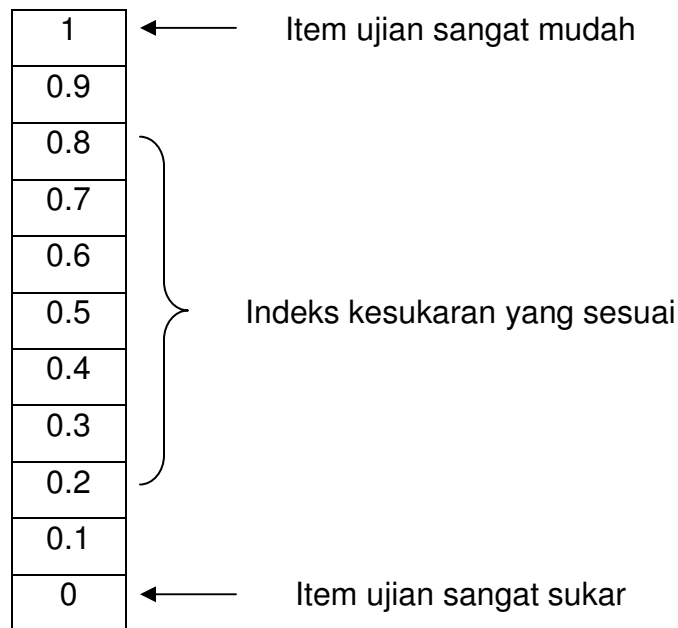 1 Item ujian sangat mudah
0.9
0.8
0.7
0.6
0.5 Indeks kesukaran yang sesuai
0.4
0.3
0.2
0.1
0 Item ujian sangat sukar